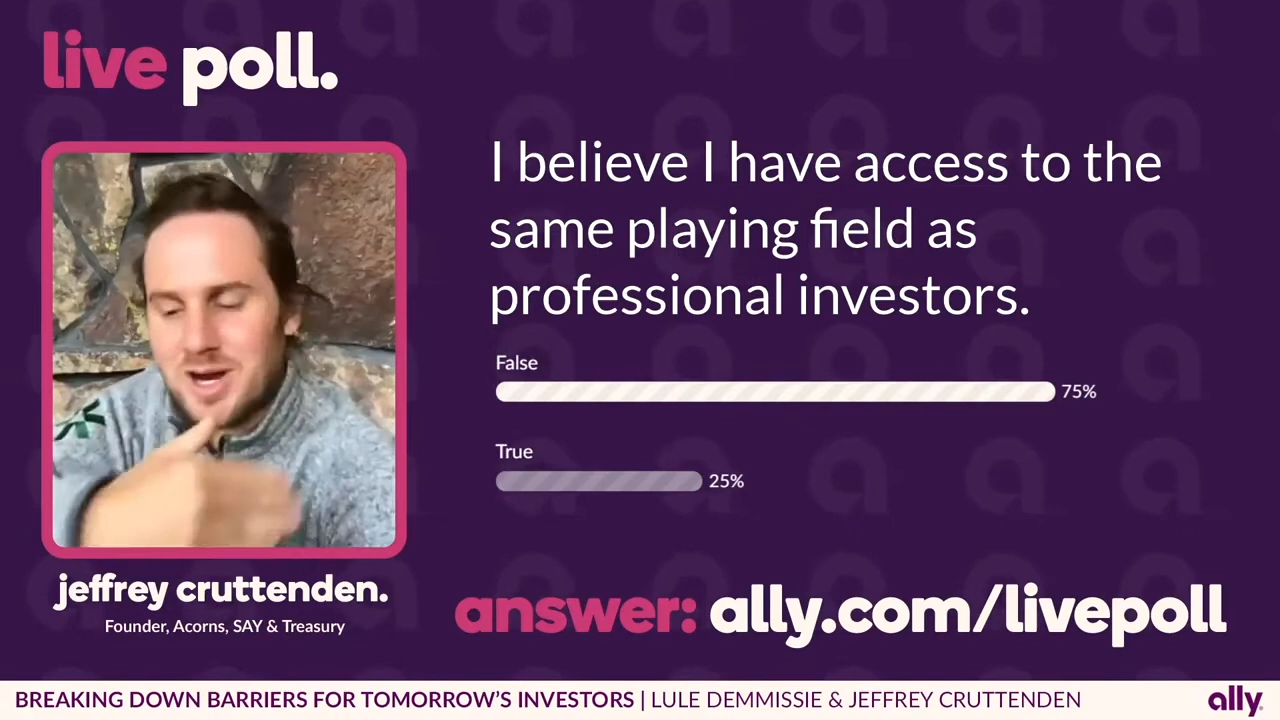 live poll.
I believe I have access to the
same playing field as
professional investors.
False
75%
True
25%
jeffrey cruttenden.
Founder, Acorns, SAY & Treasury
answer: ally.com/livepoll
BREAKING DOWN BARRIERS FOR TOMORROW'S INVESTORS | LULE DEMMISSIE & JEFFREY CRUTTENDEN
ally.